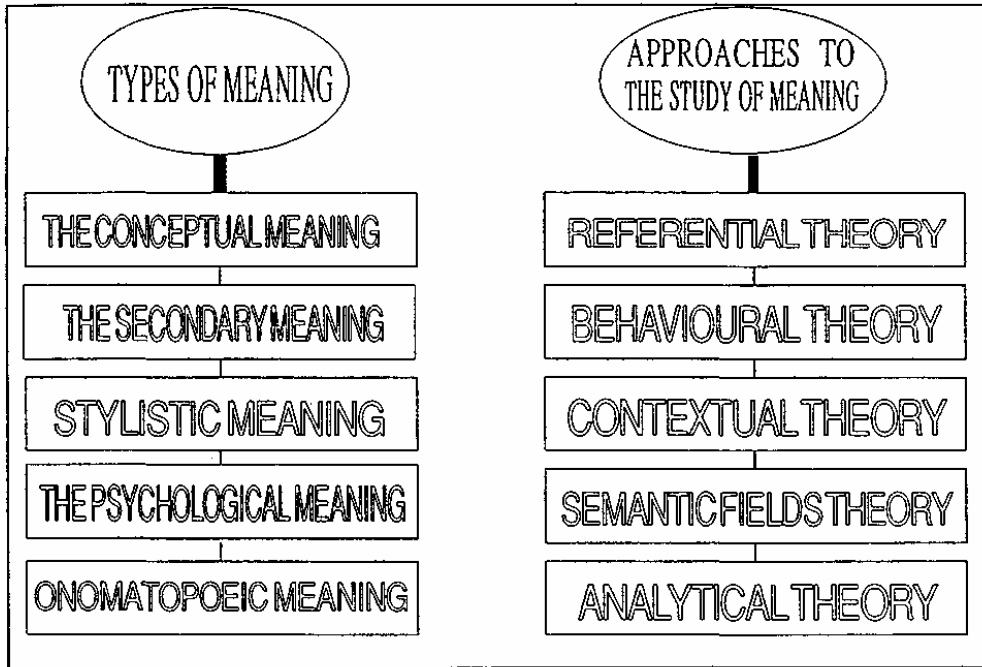 TYPES OF MEANING
THE CONCEPTUAL MEANING
THE SECONDARY MEANING
STYLISTIC MEANING
THE PSYCHOLOGICAL MEANING
ONOMATOPOEIC MEANING
APPROACHES TO
THE STUDY OF MEANING
REFERENTIAL THEORY
BEHAVIOURAL THEORY
CONTEXTUAL THEORY
SEMANTIC FIELDS THEORY
ANALYTICAL THEORY